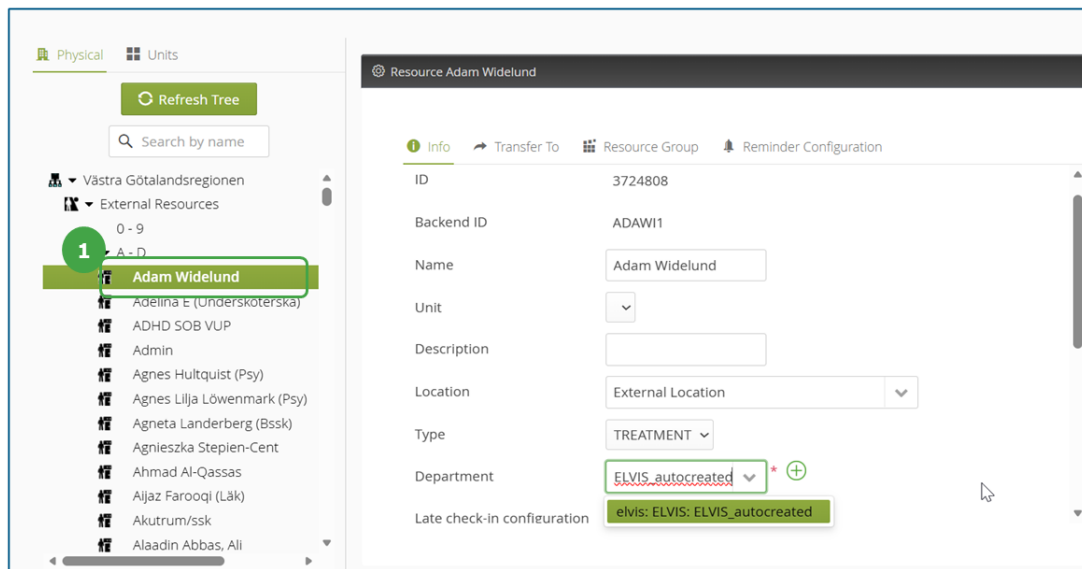 Physical Units
Refresh Tree
Search by name
Västra Götalandsregionen
External Resources
0 - 9
A - D
1
Adam Widelund
Adelina E (Undersköterska)
ADHD SOB VUP
Admin
Agnes Hultquist (Psy)
Agnes Lilja Löwenmark (Psy)
Agneta Landerberg (Bssk)
Agnieszka Stepien-Cent
Ahmad Al-Qassas
Aijaz Farooqi (Läk)
Akutrum/ssk
Alaadin Abbas, Ali
Resource Adam Widelund
Info Transfer To Resource Group Reminder Configuration
ID 3724808
Backend ID ADAWI1
Name Adam Widelund
Unit
Description
Location External Location
Type TREATMENT
Department ELVIS_autocreated *
elvis: ELVIS: ELVIS_autocreated
Late check-in configuration